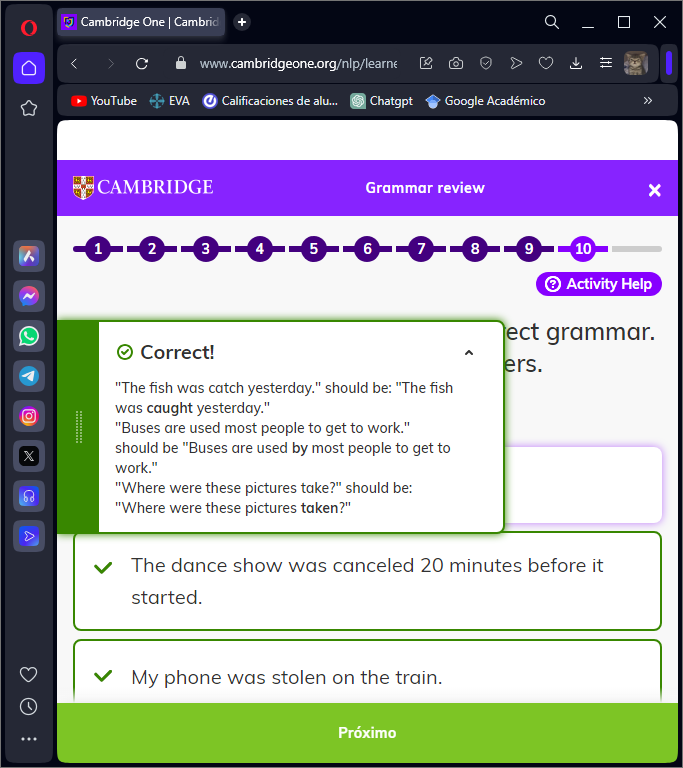 Cambridge One | Cambrid
www.cambridgeone.org/nlp/learne
YouTube
EVA
Calificaciones de alu...
Chatgpt
Google Académico
CAMBRIDGE
Grammar review
1 2 3 4 5 6 7 8 9 10
Activity Help
ect grammar.
ers.
Correct!
"The fish was catch yesterday." should be: "The fish
was caught yesterday."
"Buses are used most people to get to work."
should be "Buses are used by most people to get to
work."
"Where were these pictures take?" should be:
"Where were these pictures taken?"
The dance show was canceled 20 minutes before it
started.
My phone was stolen on the train.
Próximo